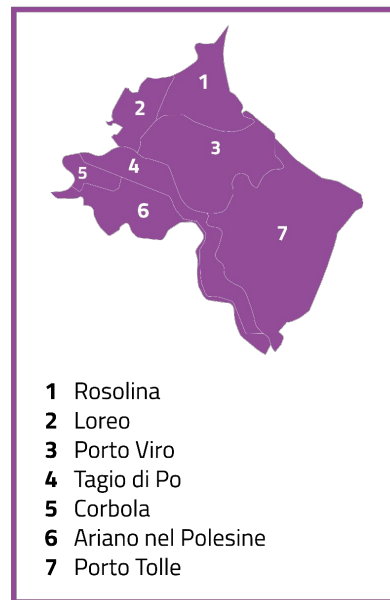 1
2
3
4
5
6
7
1 Rosolina
2 Loreo
3 Porto Viro
4 Tagio di Po
5 Corbola
6 Ariano nel Polesine
7 Porto Tolle